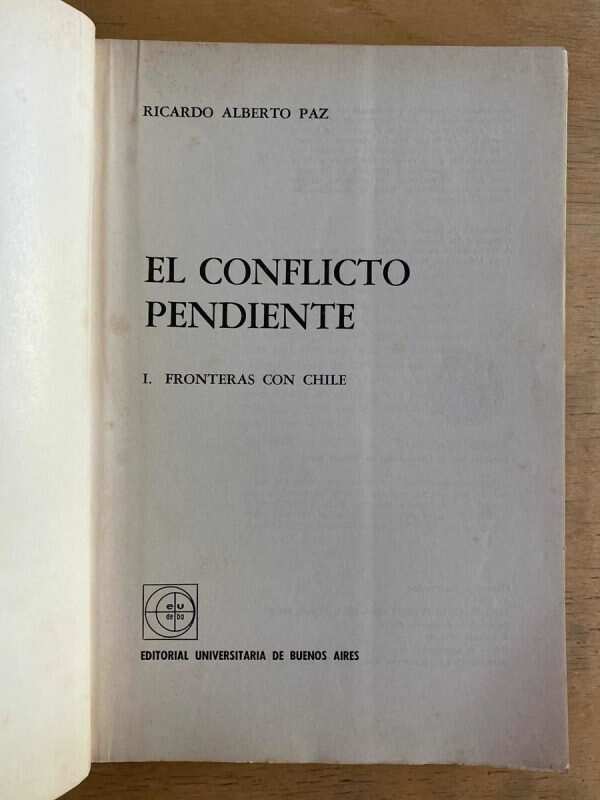 RICARDO ALBERTO PAZ
EL CONFLICTO
PENDIENTE
I. FRONTERAS CON CHILE
eu
de ba
EDITORIAL UNIVERSITARIA DE BUENOS AIRES